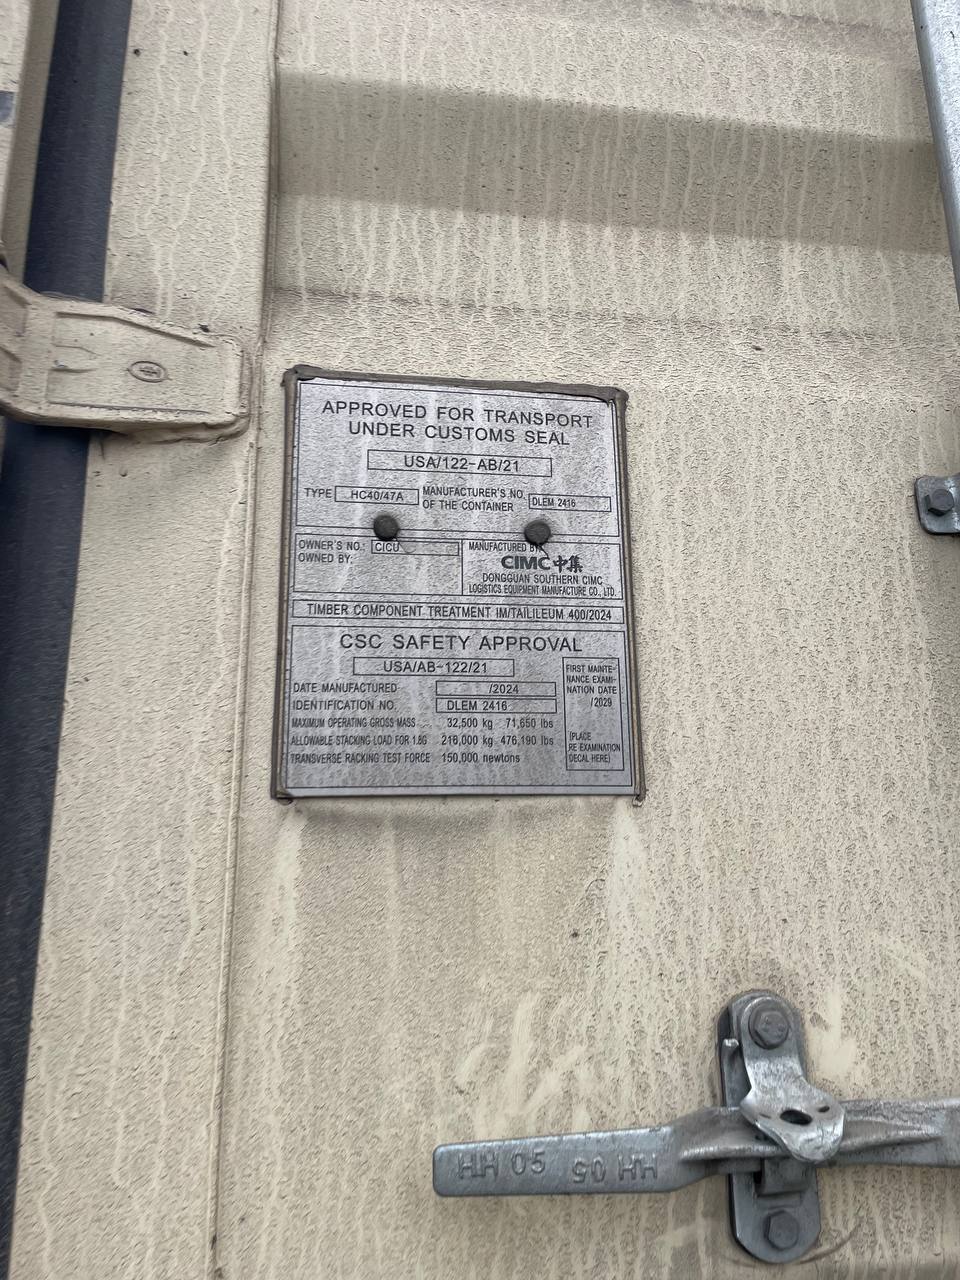 APPROVED FOR TRANSPORT
UNDER CUSTOMS SEAL
USA/122-AB/21
TYPE HC40/47A MANUFACTURER'S NO. OF THE CONTAINER DLEM 2416
OWNER'S NO.: CICU
OWNED BY:
MANUFACTURED BY
CIMC中集
DONGGUAN SOUTHERN CIMC
LOGISTICS EQUIPMENT MANUFACTURE CO., LTD.
TIMBER COMPONENT TREATMENT IM/TAILILEUM 400/2024
CSC SAFETY APPROVAL
USA/AB-122/21
DATE MANUFACTURED /2024
IDENTIFICATION NO. DLEM 2416
MAXIMUM OPERATING GROSS MASS 32,500 kg 71,650 lbs
ALLOWABLE STACKING LOAD FOR 1.8G 216,000 kg 476,190 lbs
TRANSVERSE RACKING TEST FORCE 150,000 newtons
FIRST MAINTE-
NANCE EXAMI-
NATION DATE
/2029
(PLACE
RE EXAMINATION
DECAL HERE)
HH 05 50 HH